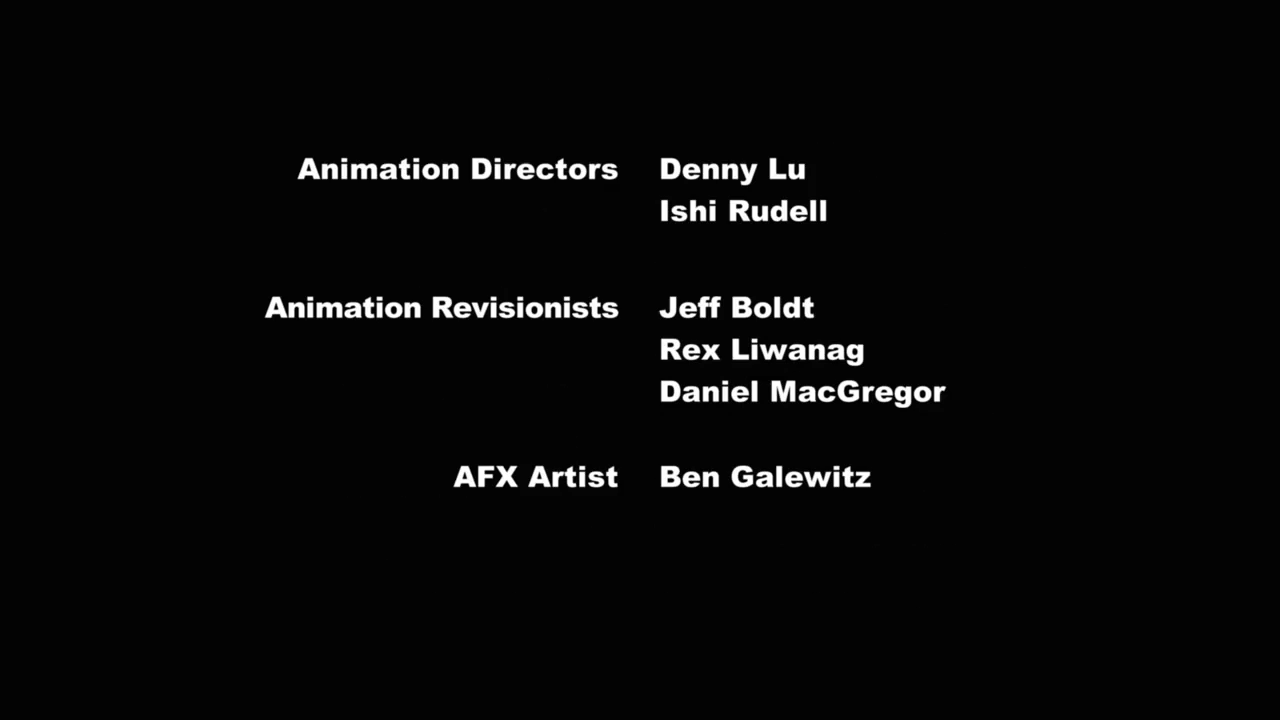 Animation Directors Denny Lu
Ishi Rudell
Animation Revisionists Jeff Boldt
Rex Liwanag
Daniel MacGregor
AFX Artist Ben Galewitz